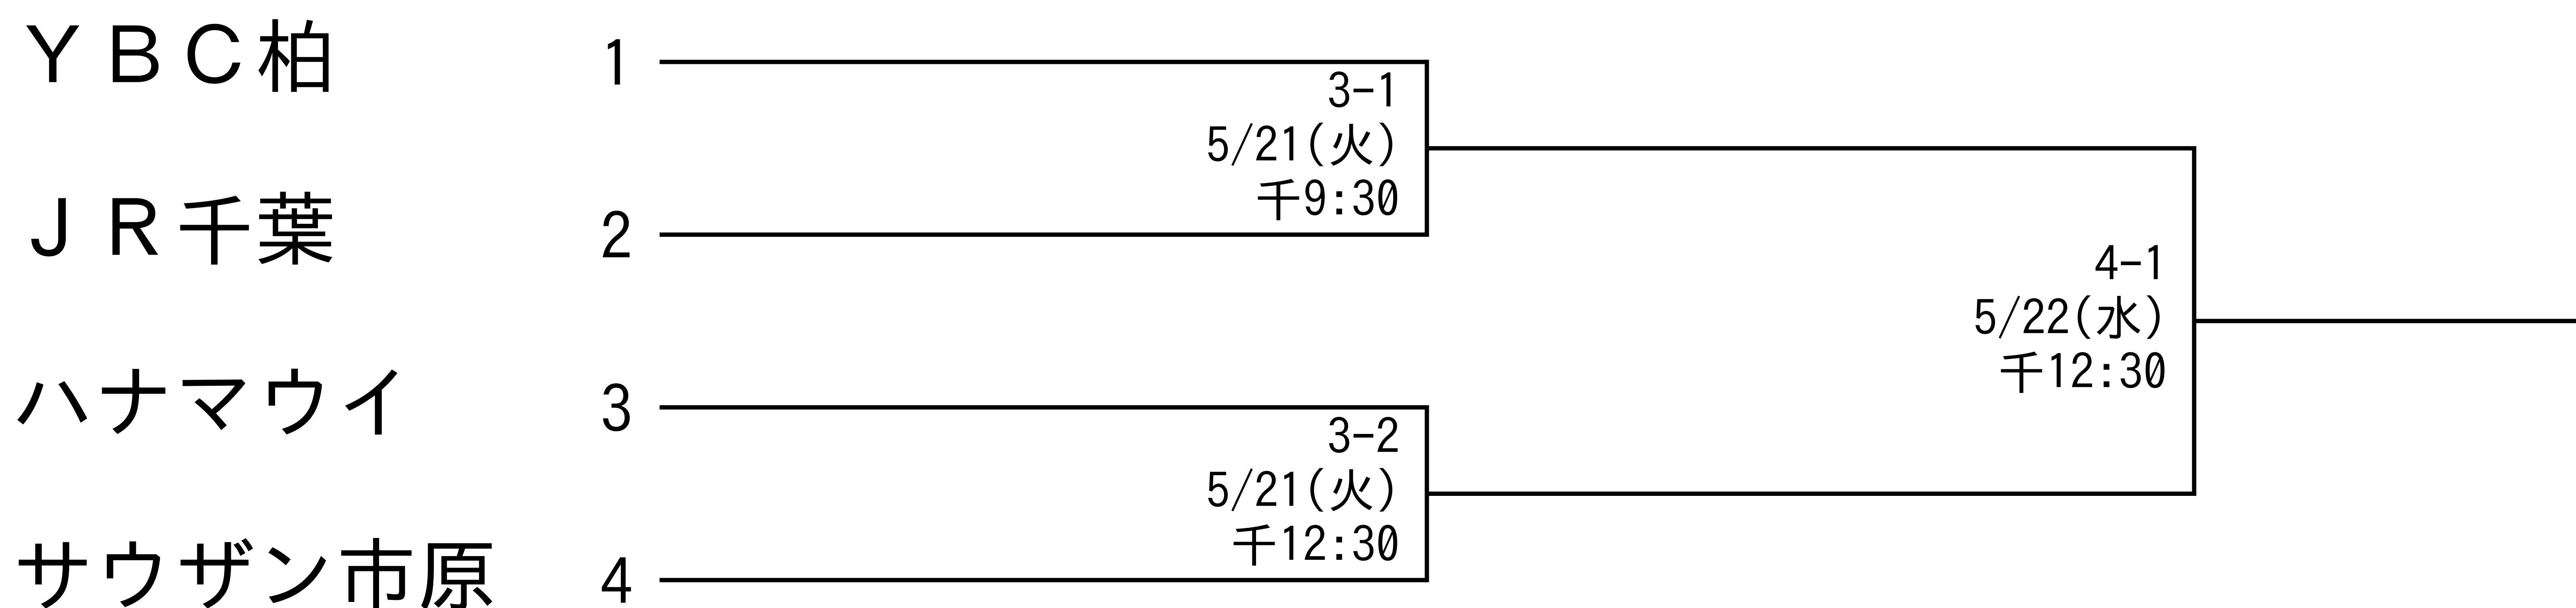 ＹＢＣ柏 1
3-1
5/21(火)
千9:30
ＪＲ千葉 2
4-1
5/22(水)
千12:30
ハナマウイ 3
3-2
5/21(火)
千12:30
サウザン市原 4